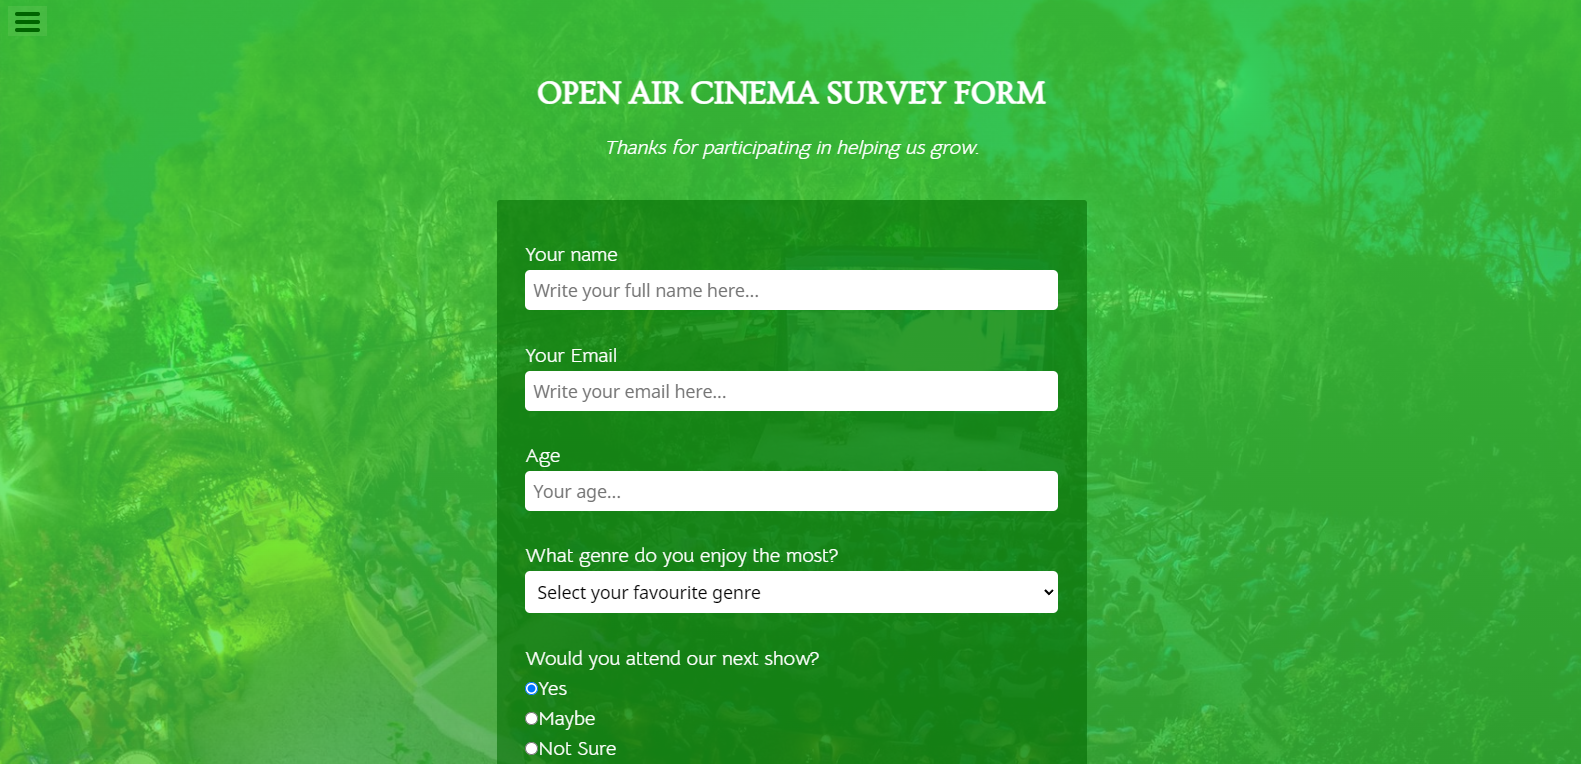 OPEN AIR CINEMA SURVEY FORM
Thanks for participating in helping us grow.
Your name
Write your full name here...
Your Email
Write your email here...
Age
Your age...
What genre do you enjoy the most?
Select your favourite genre
Would you attend our next show?
Yes
Maybe
Not Sure